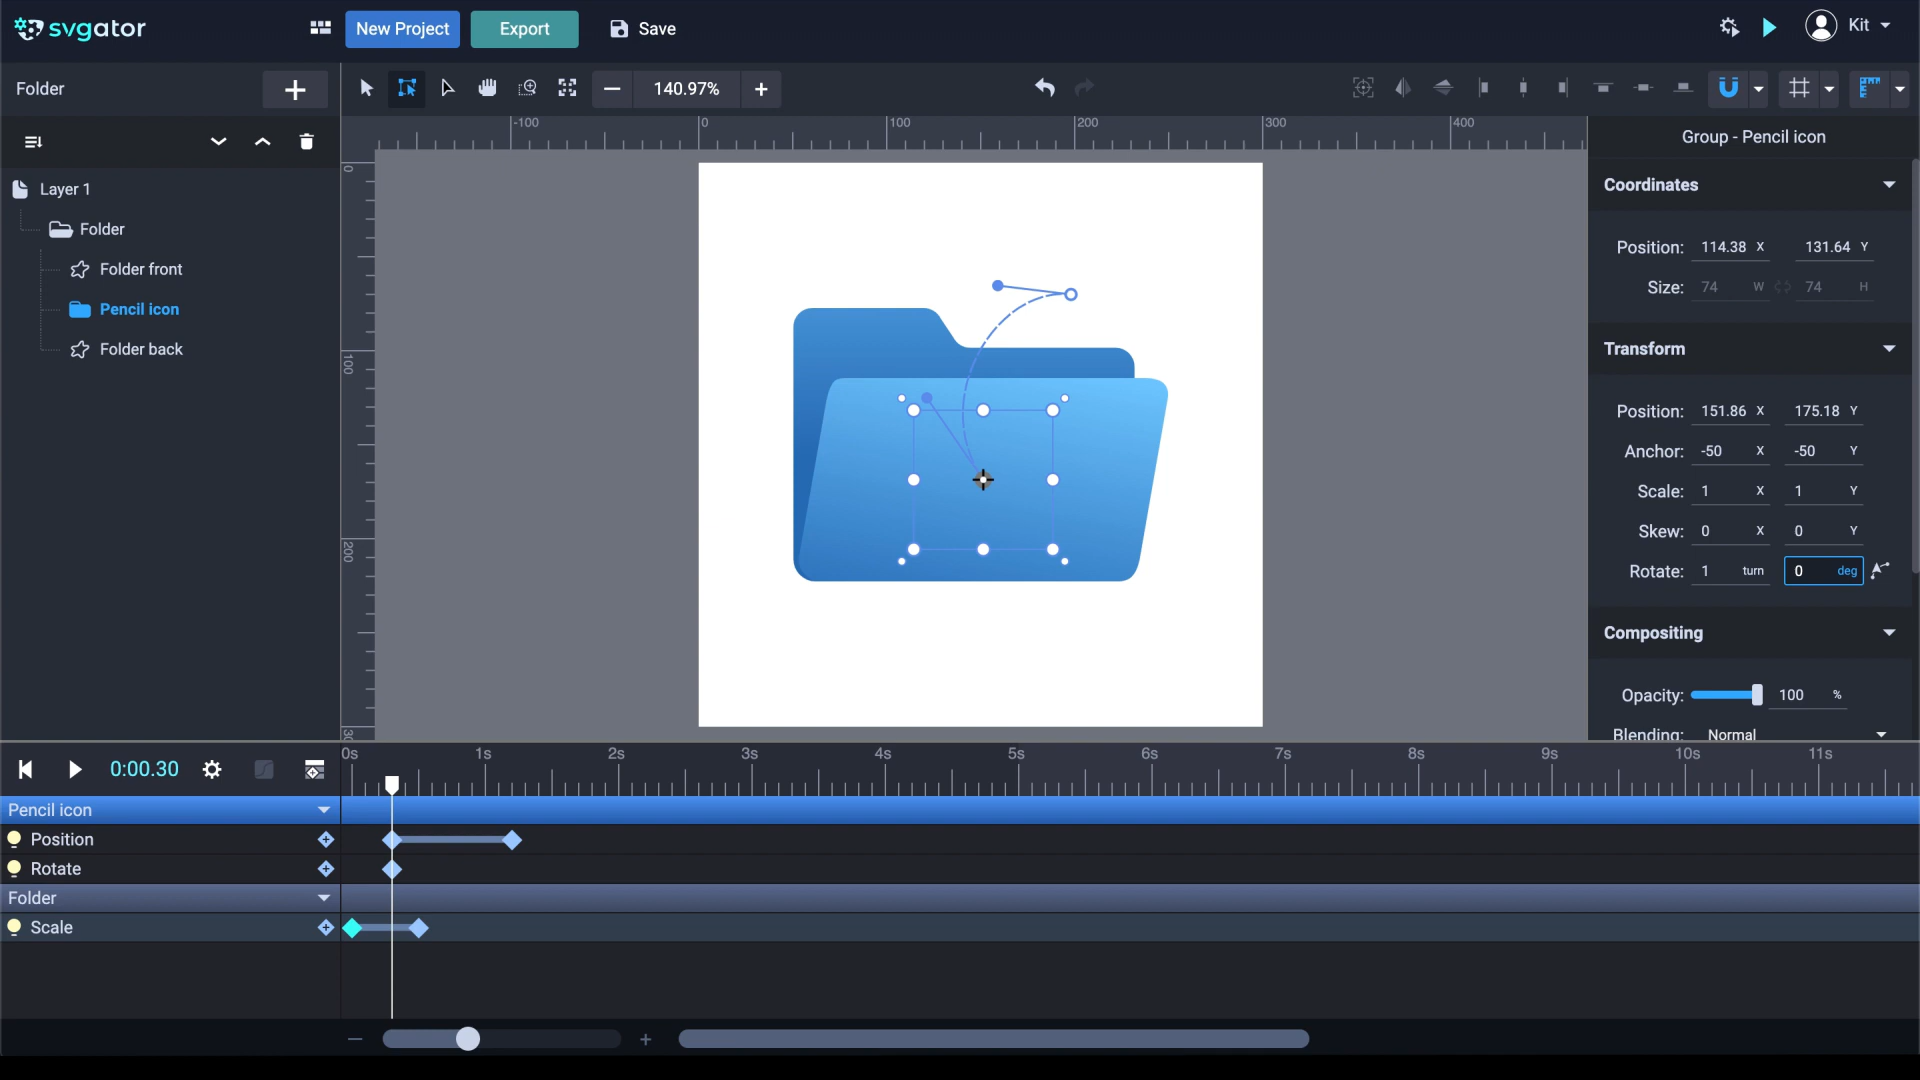 svgator
New Project
Export
Save
Kit
Folder
140.97%
-100
0
100
200
300
400
Group - Pencil icon
0
100
200
30
Layer 1
Folder
Folder front
Pencil icon
Folder back
Coordinates
Position: 114.38 X 131.64 Y
Size: 74 W 74 H
Transform
Position: 151.86 X 175.18 Y
Anchor: -50 X -50 Y
Scale: 1 X 1 Y
Skew: 0 X 0 Y
Rotate: 1 turn 0 deg
Compositing
Opacity: 100 %
Blending: Normal
0:00.30
0s 1s 2s 3s 4s 5s 6s 7s 8s 9s 10s 11s
Pencil icon
Position
Rotate
Folder
Scale